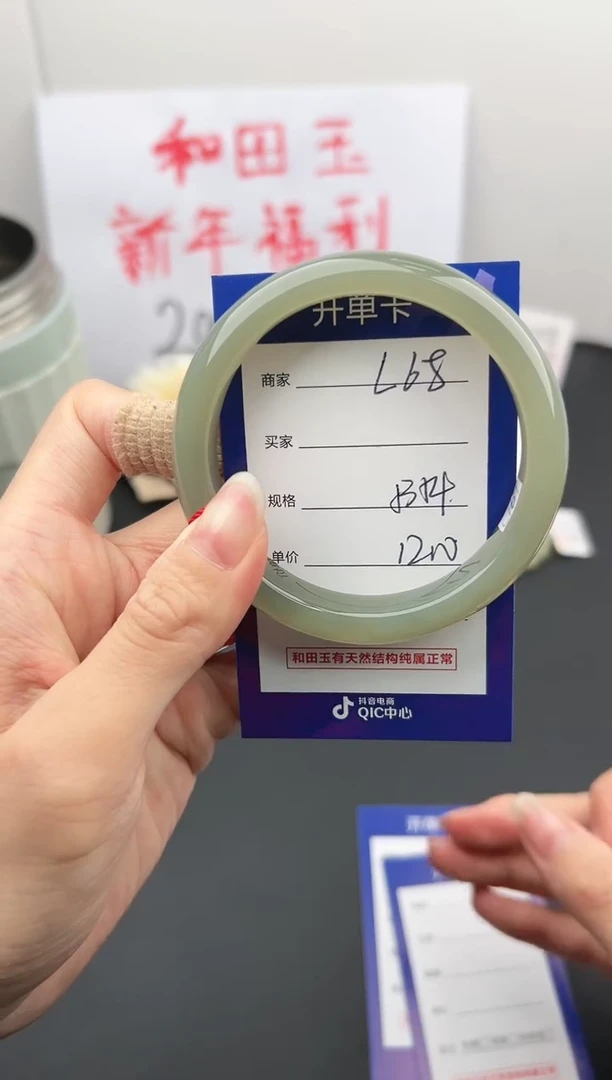 和田玉
新年福利
20
开单卡
商家 L68
买家
规格
单价 1200
和田玉有天然结构纯属正常
抖音电商
QIC中心